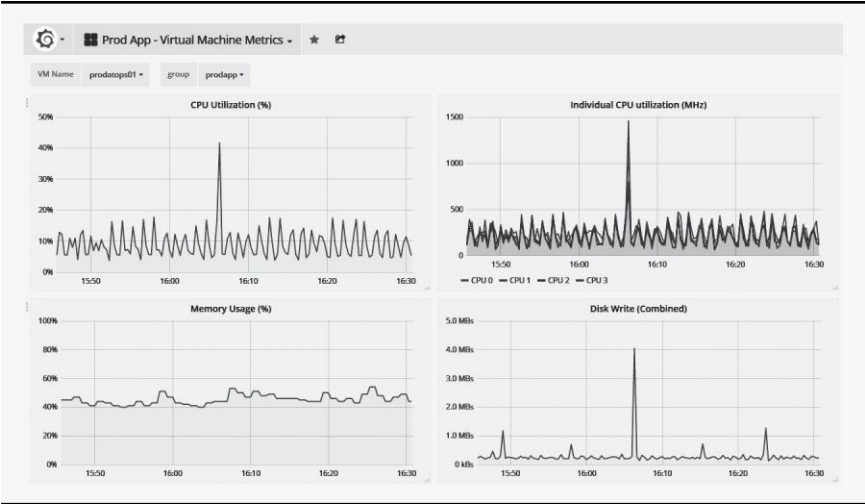 Prod App - Virtual Machine Metrics
VM Name prodatops01 group prodapp
CPU Utilization (%)
50%
40%
30%
20%
10%
0%
15:50 16:00 16:10 16:20 16:30
Individual CPU utilization (MHz)
1500
1000
500
0
15:50 16:00 16:10 16:20 16:30
CPU 0 CPU 1 CPU 2 CPU 3
Memory Usage (%)
100%
80%
60%
40%
20%
0%
15:50 16:00 16:10 16:20 16:30
Disk Write (Combined)
5.0 MBs
4.0 MBs
3.0 MBs
2.0 MBs
1.0 MBs
0 kBs
15:50 16:00 16:10 16:20 16:30